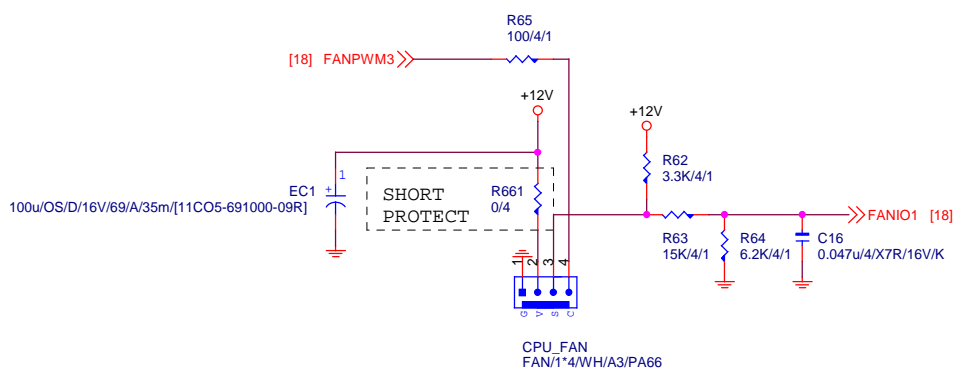 R65
100/4/1
[18] FANPWM3
+12V
+12V
R62
3.3K/4/1
1
+
EC1
100u/OS/D/16V/69/A/35m/[11CO5-691000-09R]
SHORT
PROTECT
R661
0/4
FANIO1 [18]
R63
15K/4/1
R64
6.2K/4/1
C16
0.047u/4/X7R/16V/K
1
2
3
4
G
V
S
C
CPU_FAN
FAN/1*4/WH/A3/PA66